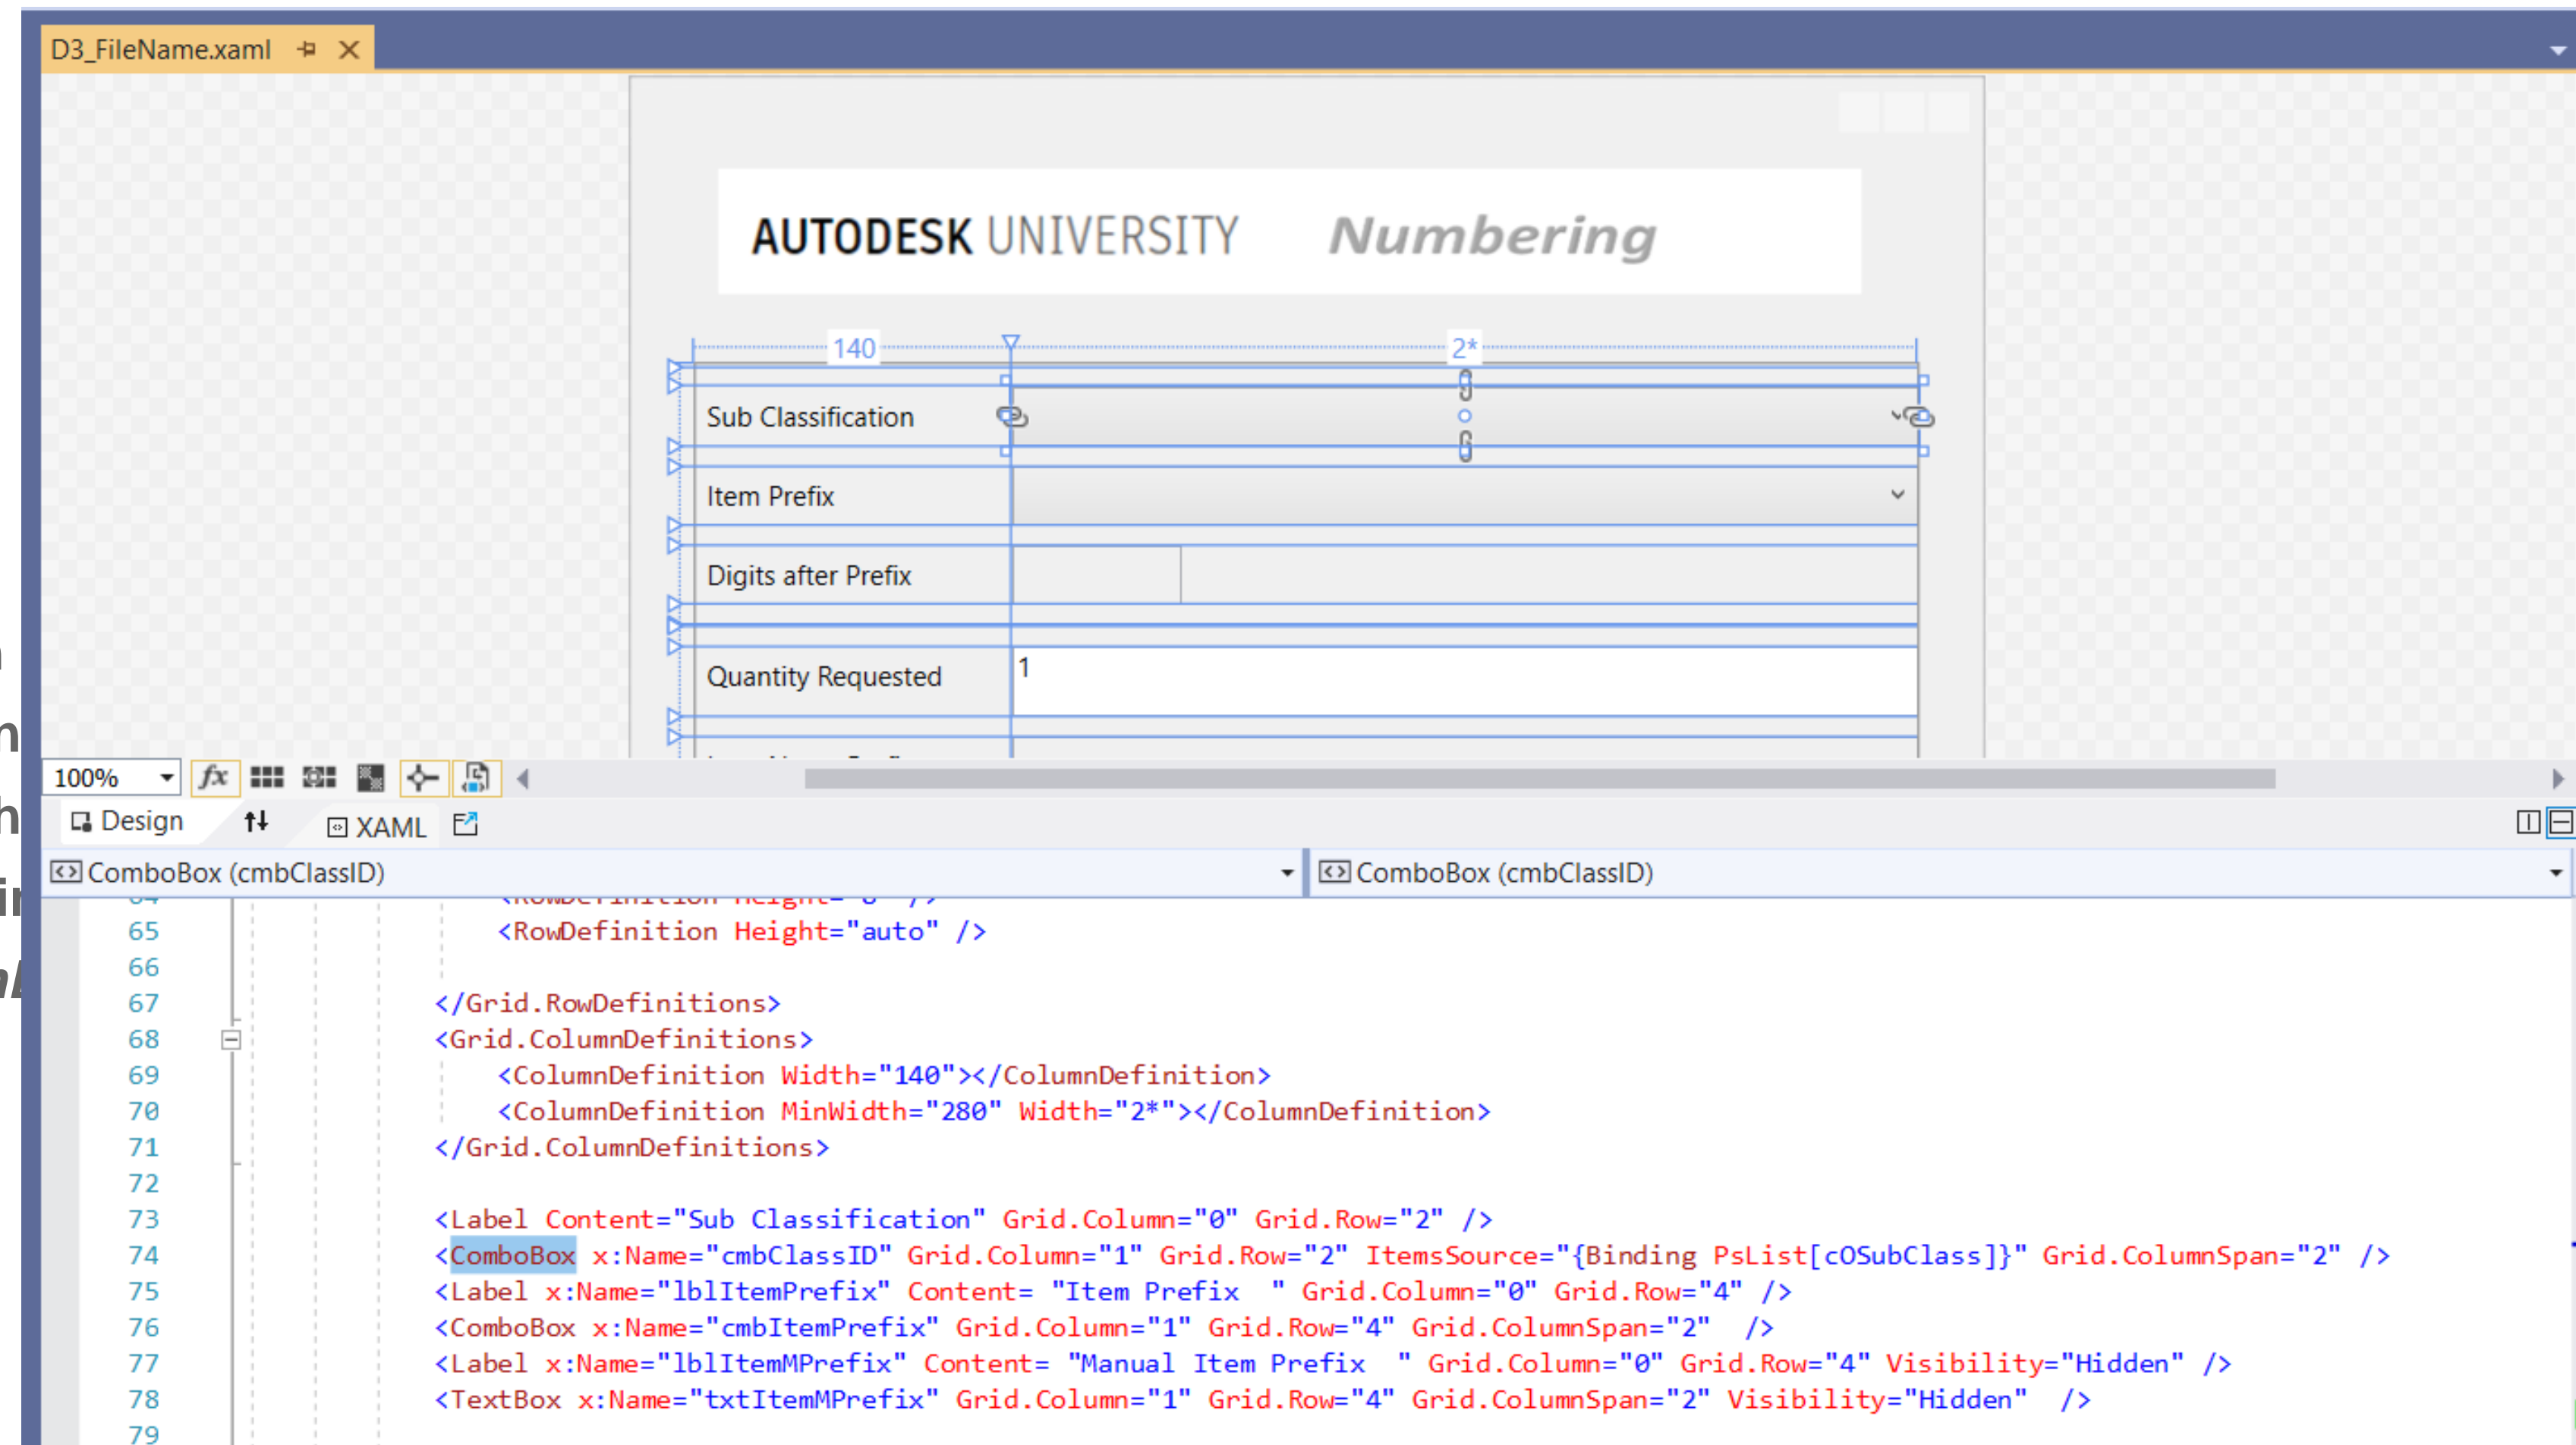 D3_FileName.xaml
AUTODESK UNIVERSITY Numbering
140 2*
Sub Classification
Item Prefix
Digits after Prefix
Quantity Requested 1
100% fx
Design XAML
ComboBox (cmbClassID) ComboBox (cmbClassID)
65 <RowDefinition Height="auto" />
66
67 </Grid.RowDefinitions>
68 <Grid.ColumnDefinitions>
69 <ColumnDefinition Width="140"></ColumnDefinition>
70 <ColumnDefinition MinWidth="280" Width="2*"></ColumnDefinition>
71 </Grid.ColumnDefinitions>
72
73 <Label Content="Sub Classification" Grid.Column="0" Grid.Row="2" />
74 <ComboBox x:Name="cmbClassID" Grid.Column="1" Grid.Row="2" ItemsSource="{Binding PsList[cOSubClass]}" Grid.ColumnSpan="2" />
75 <Label x:Name="lblItemPrefix" Content= "Item Prefix  " Grid.Column="0" Grid.Row="4" />
76 <ComboBox x:Name="cmbItemPrefix" Grid.Column="1" Grid.Row="4" Grid.ColumnSpan="2"  />
77 <Label x:Name="lblItemMPrefix" Content= "Manual Item Prefix  " Grid.Column="0" Grid.Row="4" Visibility="Hidden" />
78 <TextBox x:Name="txtItemMPrefix" Grid.Column="1" Grid.Row="4" Grid.ColumnSpan="2" Visibility="Hidden"  />
79